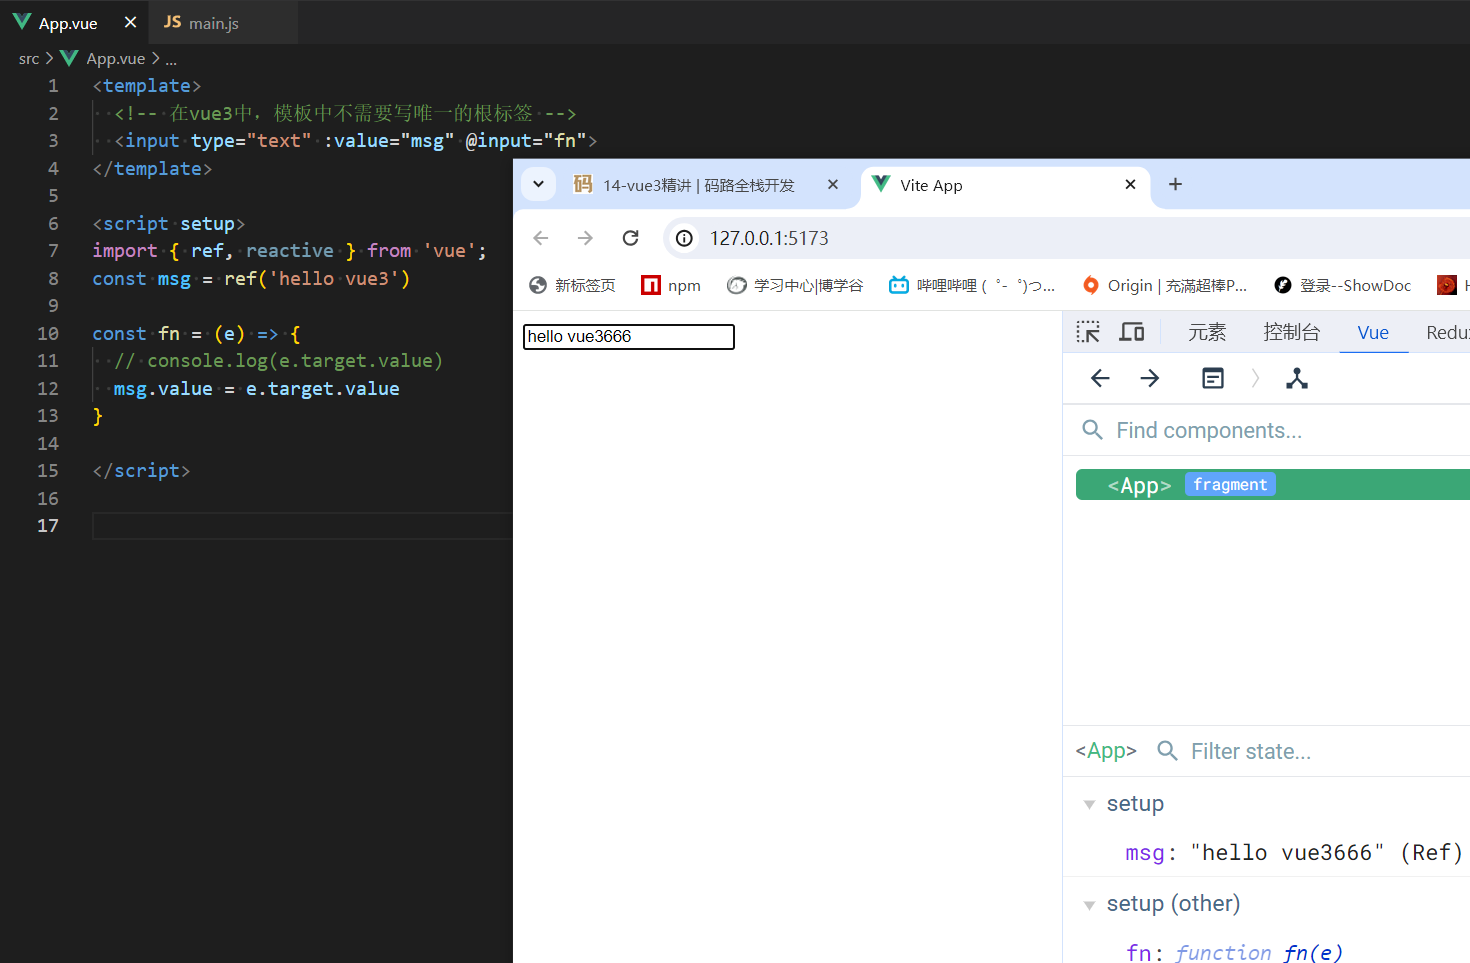 App.vue
JS main.js
src > App.vue > ...
1 <template>
2 <!-- 在vue3中，模板中不需要写唯一的根标签 -->
3 <input type="text" :value="msg" @input="fn">
4 </template>
5
6 <script setup>
7 import { ref, reactive } from 'vue';
8 const msg = ref('hello vue3')
9
10 const fn = (e) => {
11 // console.log(e.target.value)
12 msg.value = e.target.value
13 }
14
15 </script>
16
17
码 14-vue3精讲 | 码路全栈开发
Vite App
127.0.0.1:5173
新标签页
npm
学习中心|博学谷
哔哩哔哩 (゜-゜)つ...
Origin | 充满超棒P...
登录--ShowDoc
H
hello vue3666
元素
控制台
Vue
Redu
Find components...
<App> fragment
<App> Filter state...
setup
msg: "hello vue3666" (Ref)
setup (other)
fn: function fn(e)